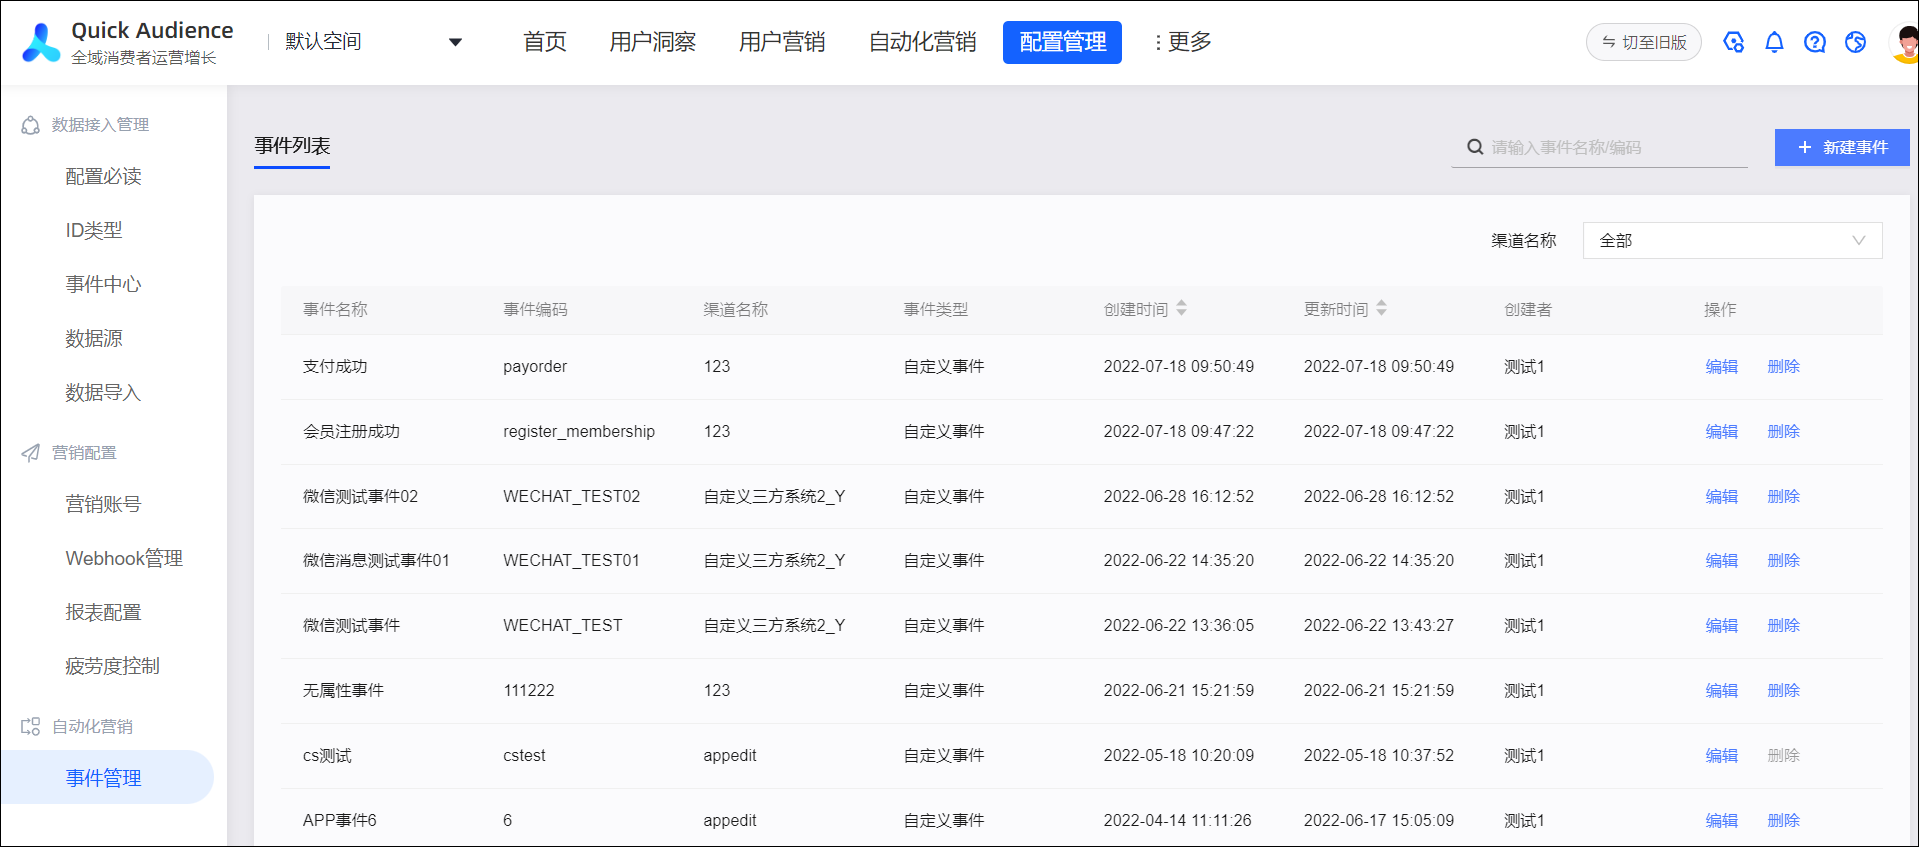 Quick Audience
全域消费者运营增长
默认空间
首页 用户洞察 用户营销 自动化营销 配置管理 更多
切至旧版
数据接入管理
配置必读
ID类型
事件中心
数据源
数据导入
营销配置
营销账号
Webhook管理
报表配置
疲劳度控制
自动化营销
事件管理
事件列表
请输入事件名称/编码
+ 新建事件
渠道名称 全部
事件名称 事件编码 渠道名称 事件类型 创建时间 更新时间 创建者 操作
支付成功 payorder 123 自定义事件 2022-07-18 09:50:49 2022-07-18 09:50:49 测试1 编辑 删除
会员注册成功 register_membership 123 自定义事件 2022-07-18 09:47:22 2022-07-18 09:47:22 测试1 编辑 删除
微信测试事件02 WECHAT_TEST02 自定义三方系统2_Y 自定义事件 2022-06-28 16:12:52 2022-06-28 16:12:52 测试1 编辑 删除
微信消息测试事件01 WECHAT_TEST01 自定义三方系统2_Y 自定义事件 2022-06-22 14:35:20 2022-06-22 14:35:20 测试1 编辑 删除
微信测试事件 WECHAT_TEST 自定义三方系统2_Y 自定义事件 2022-06-22 13:36:05 2022-06-22 13:43:27 测试1 编辑 删除
无属性事件 111222 123 自定义事件 2022-06-21 15:21:59 2022-06-21 15:21:59 测试1 编辑 删除
cs测试 cstest appedit 自定义事件 2022-05-18 10:20:09 2022-05-18 10:37:52 测试1 编辑 删除
APP事件6 6 appedit 自定义事件 2022-04-14 11:11:26 2022-06-17 15:05:09 测试1 编辑 删除